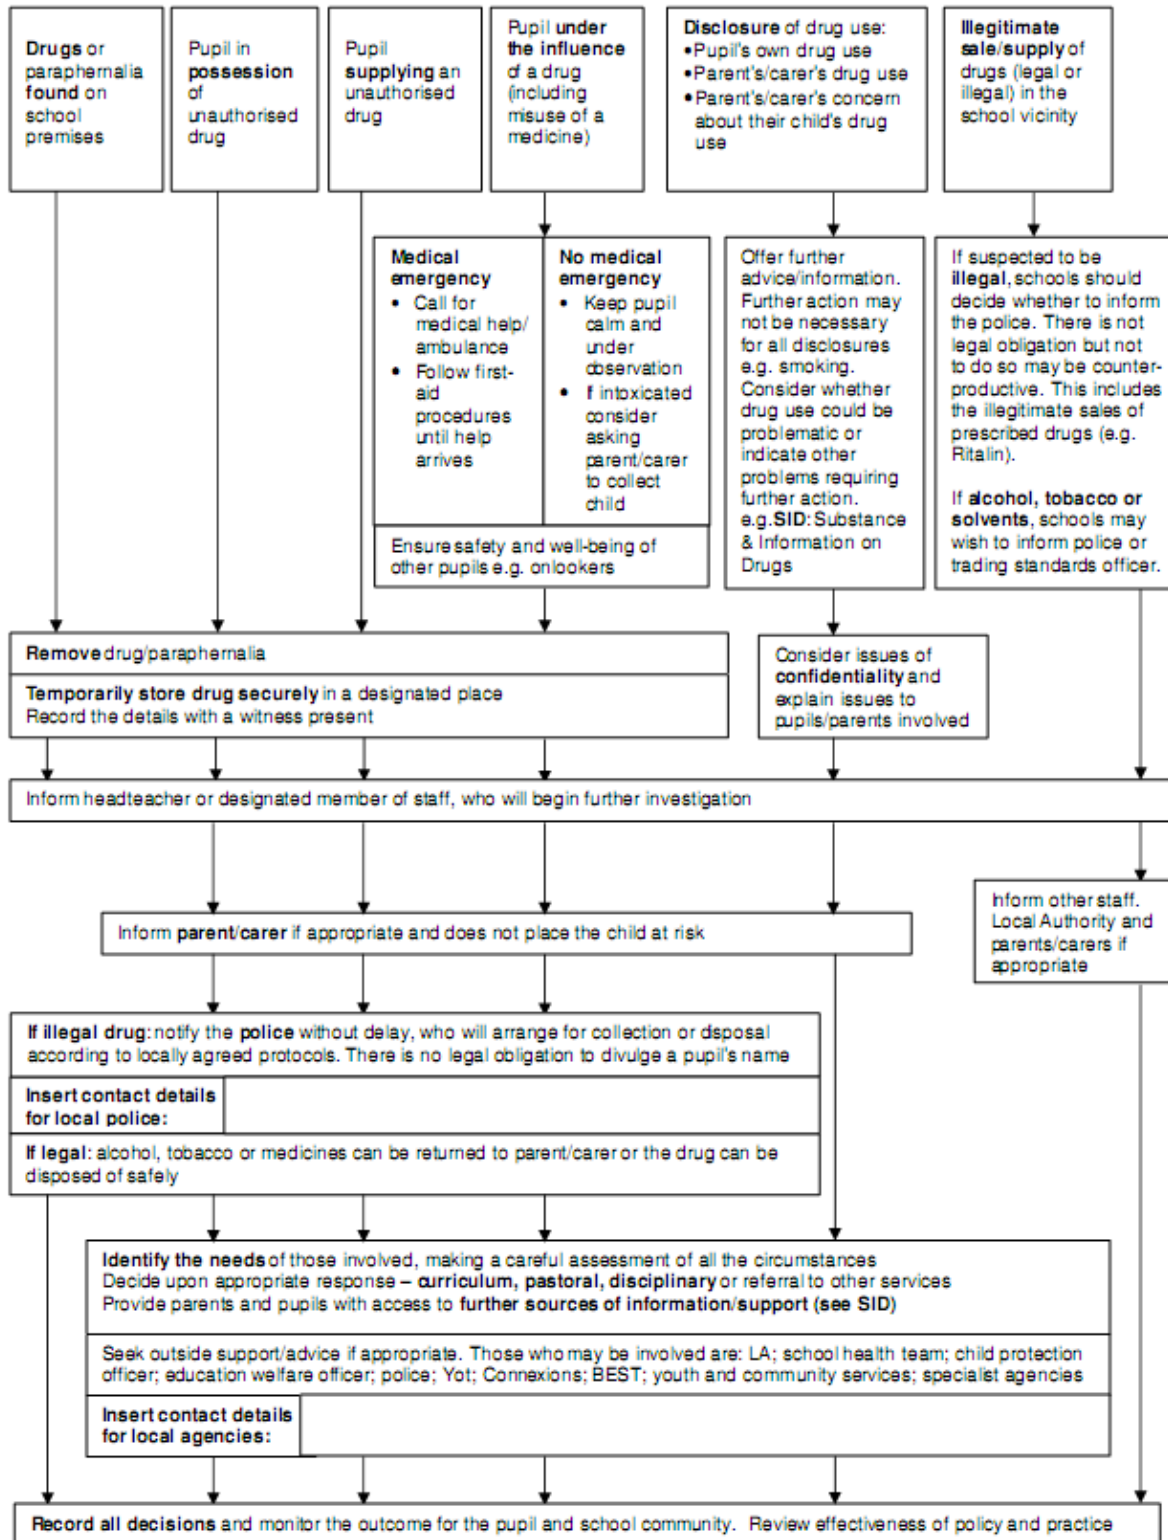 Drugs or
paraphernalia
found on
school
premises
Pupil in
possession
of
unauthorised
drug
Pupil
supplying an
unauthorised
drug
Pupil under
the influence
of a drug
(including
misuse of a
medicine)
Disclosure of drug use:
•Pupil's own drug use
•Parent's/carer's drug use
•Parent's/carer's concern
about their child's drug
use
Illegitimate
sale/supply of
drugs (legal or
illegal) in the
school vicinity
Medical
emergency
• Call for
medical help/
ambulance
• Follow first-
aid
procedures
until help
arrives
No medical
emergency
• Keep pupil
calm and
under
observation
• If intoxicated
consider
asking
parent/carer
to collect
child
Ensure safety and well-being of
other pupils e.g. onlookers
Offer further
advice/information.
Further action may
not be necessary
for all disclosures
e.g. smoking.
Consider whether
drug use could be
problematic or
indicate other
problems requiring
further action.
e.g.SID: Substance
& Information on
Drugs
If suspected to be
illegal, schools should
decide whether to inform
the police. There is not
legal obligation but not
to do so may be counter-
productive. This includes
the illegitimate sales of
prescribed drugs (e.g.
Ritalin).
If alcohol, tobacco or
solvents, schools may
wish to inform police or
trading standards officer.
Remove drug/paraphernalia
Temporarily store drug securely in a designated place
Record the details with a witness present
Consider issues of
confidentiality and
explain issues to
pupils/parents involved
Inform headteacher or designated member of staff, who will begin further investigation
Inform parent/carer if appropriate and does not place the child at risk
Inform other staff.
Local Authority and
parents/carers if
appropriate
If illegal drug: notify the police without delay, who will arrange for collection or disposal
according to locally agreed protocols. There is no legal obligation to divulge a pupil's name
Insert contact details
for local police:
If legal: alcohol, tobacco or medicines can be returned to parent/carer or the drug can be
disposed of safely
Identify the needs of those involved, making a careful assessment of all the circumstances
Decide upon appropriate response – curriculum, pastoral, disciplinary or referral to other services
Provide parents and pupils with access to further sources of information/support (see SID)
Seek outside support/advice if appropriate. Those who may be involved are: LA; school health team; child protection
officer; education welfare officer; police; Yot; Connexions; BEST; youth and community services; specialist agencies
Insert contact details
for local agencies:
Record all decisions and monitor the outcome for the pupil and school community. Review effectiveness of policy and practice